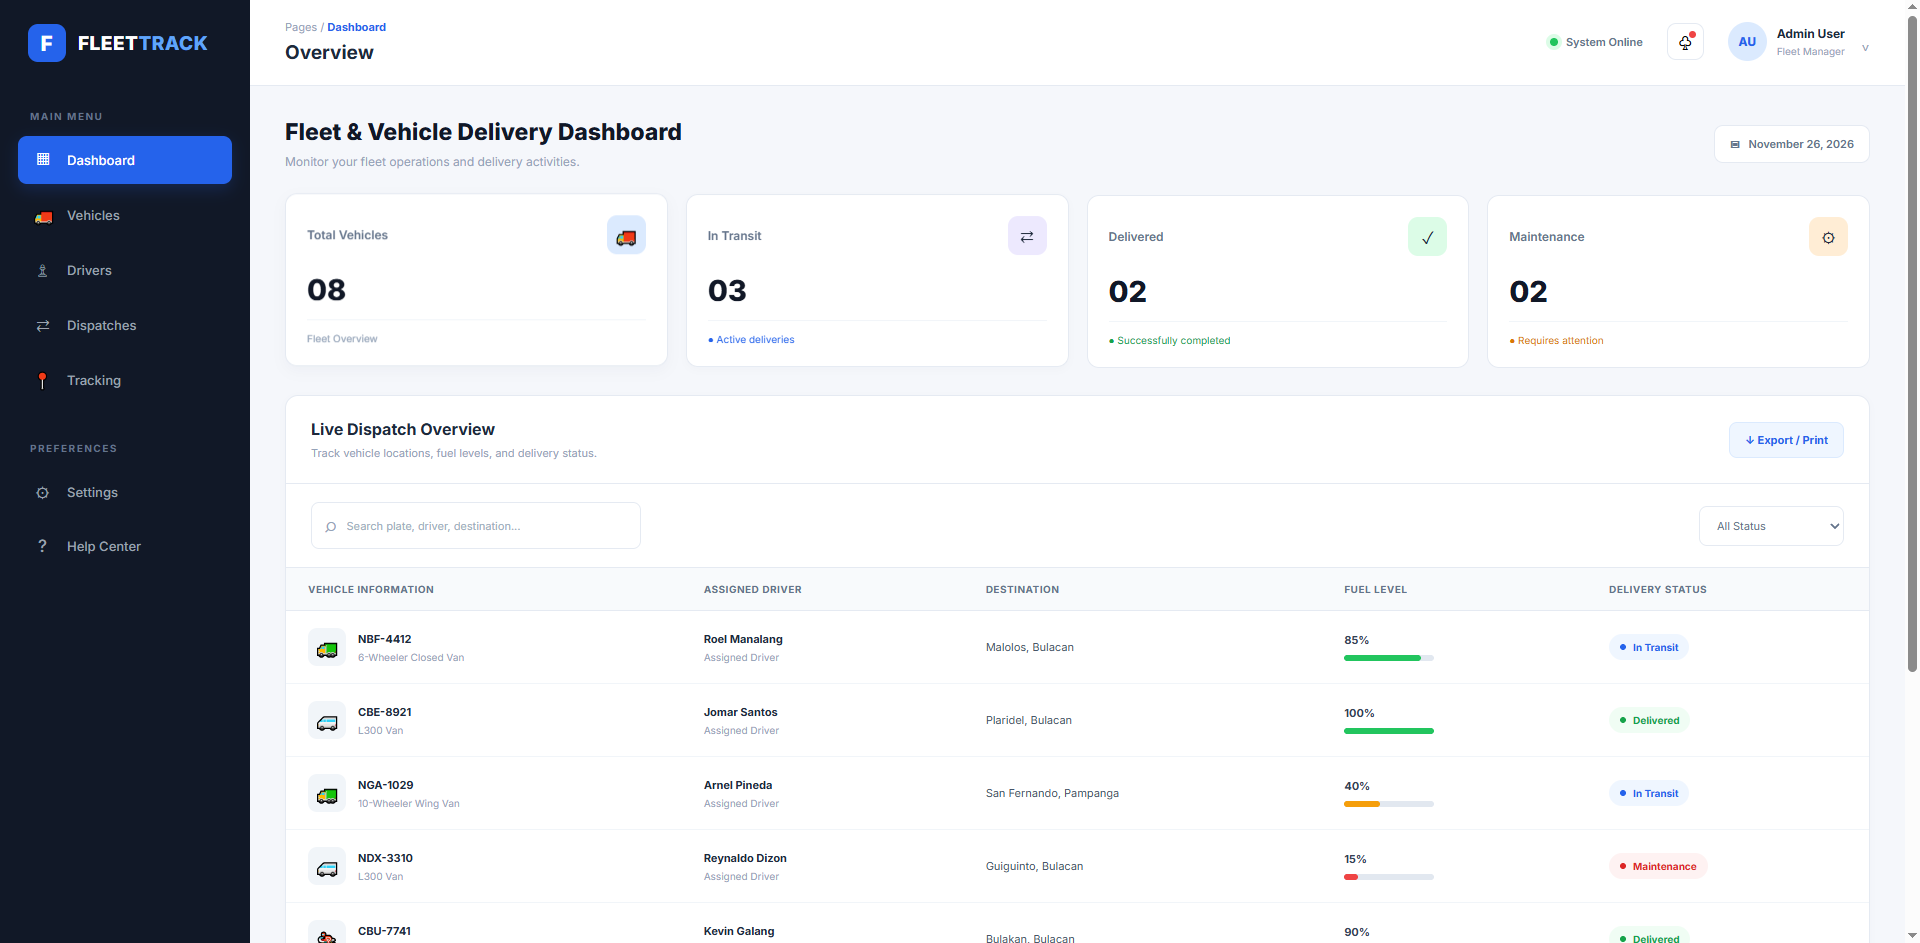 F FLEETTRACK
MAIN MENU
Dashboard
Vehicles
Drivers
Dispatches
Tracking
PREFERENCES
Settings
? Help Center
Pages / Dashboard
Overview
System Online
AU
Admin User
Fleet Manager
Fleet & Vehicle Delivery Dashboard
Monitor your fleet operations and delivery activities.
November 26, 2026
Total Vehicles
08
Fleet Overview
In Transit
03
Active deliveries
Delivered
02
Successfully completed
Maintenance
02
Requires attention
Live Dispatch Overview
Track vehicle locations, fuel levels, and delivery status.
↓ Export / Print
Search plate, driver, destination...
All Status
VEHICLE INFORMATION ASSIGNED DRIVER DESTINATION FUEL LEVEL DELIVERY STATUS
NBF-4412
6-Wheeler Closed Van
Roel Manalang
Assigned Driver
Malolos, Bulacan
85%
In Transit
CBE-8921
L300 Van
Jomar Santos
Assigned Driver
Plaridel, Bulacan
100%
Delivered
NGA-1029
10-Wheeler Wing Van
Arnel Pineda
Assigned Driver
San Fernando, Pampanga
40%
In Transit
NDX-3310
L300 Van
Reynaldo Dizon
Assigned Driver
Guiguinto, Bulacan
15%
Maintenance
CBU-7741
Kevin Galang
Bulakan, Bulacan
90%
Delivered